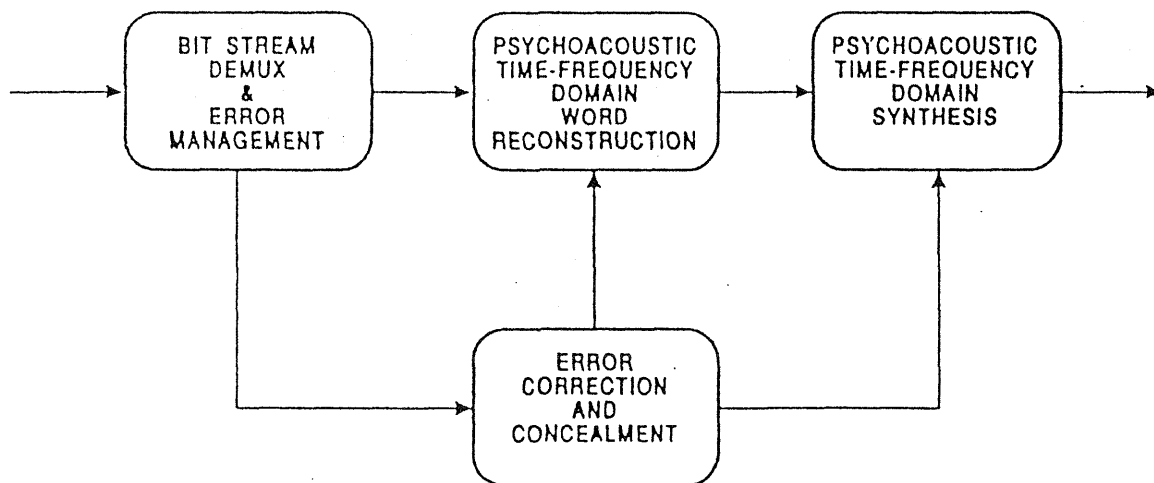 BIT STREAM
DEMUX
&
ERROR
MANAGEMENT
PSYCHOACOUSTIC
TIME-FREQUENCY
DOMAIN
WORD
RECONSTRUCTION
PSYCHOACOUSTIC
TIME-FREQUENCY
DOMAIN
SYNTHESIS
ERROR
CORRECTION
AND
CONCEALMENT